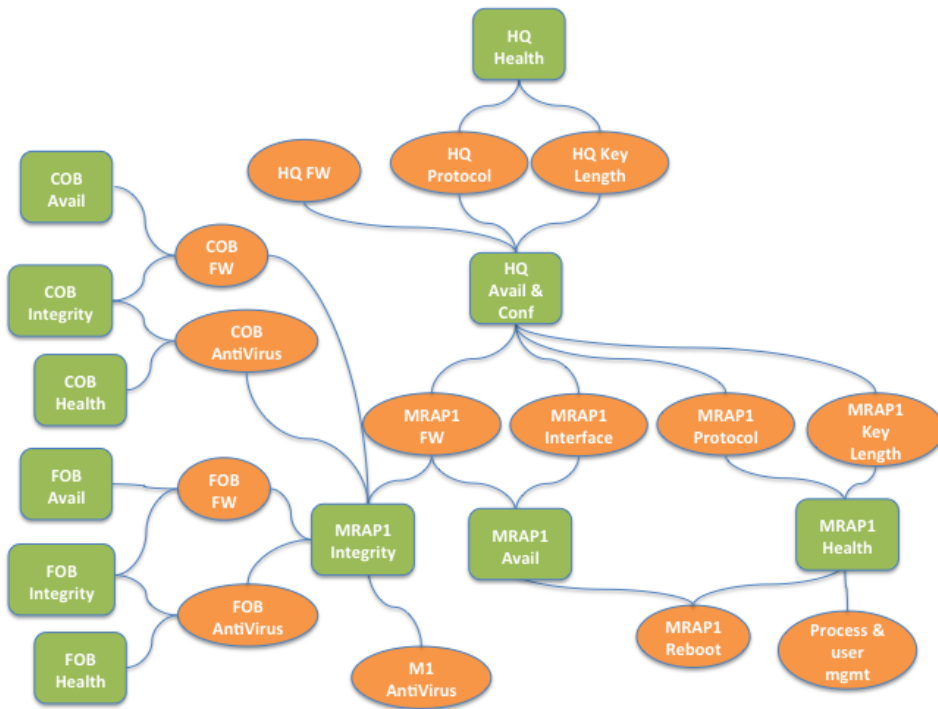 HQ
Health
HQ FW
HQ
Protocol
HQ Key
Length
COB
Avail
COB
FW
HQ
Avail &
Conf
COB
Integrity
COB
AntiVirus
COB
Health
MRAP1
FW
MRAP1
Interface
MRAP1
Protocol
MRAP1
Key
Length
FOB
Avail
FOB
FW
MRAP1
Integrity
MRAP1
Avail
MRAP1
Health
FOB
Integrity
FOB
AntiVirus
FOB
Health
M1
AntiVirus
MRAP1
Reboot
Process &
user
mgmt